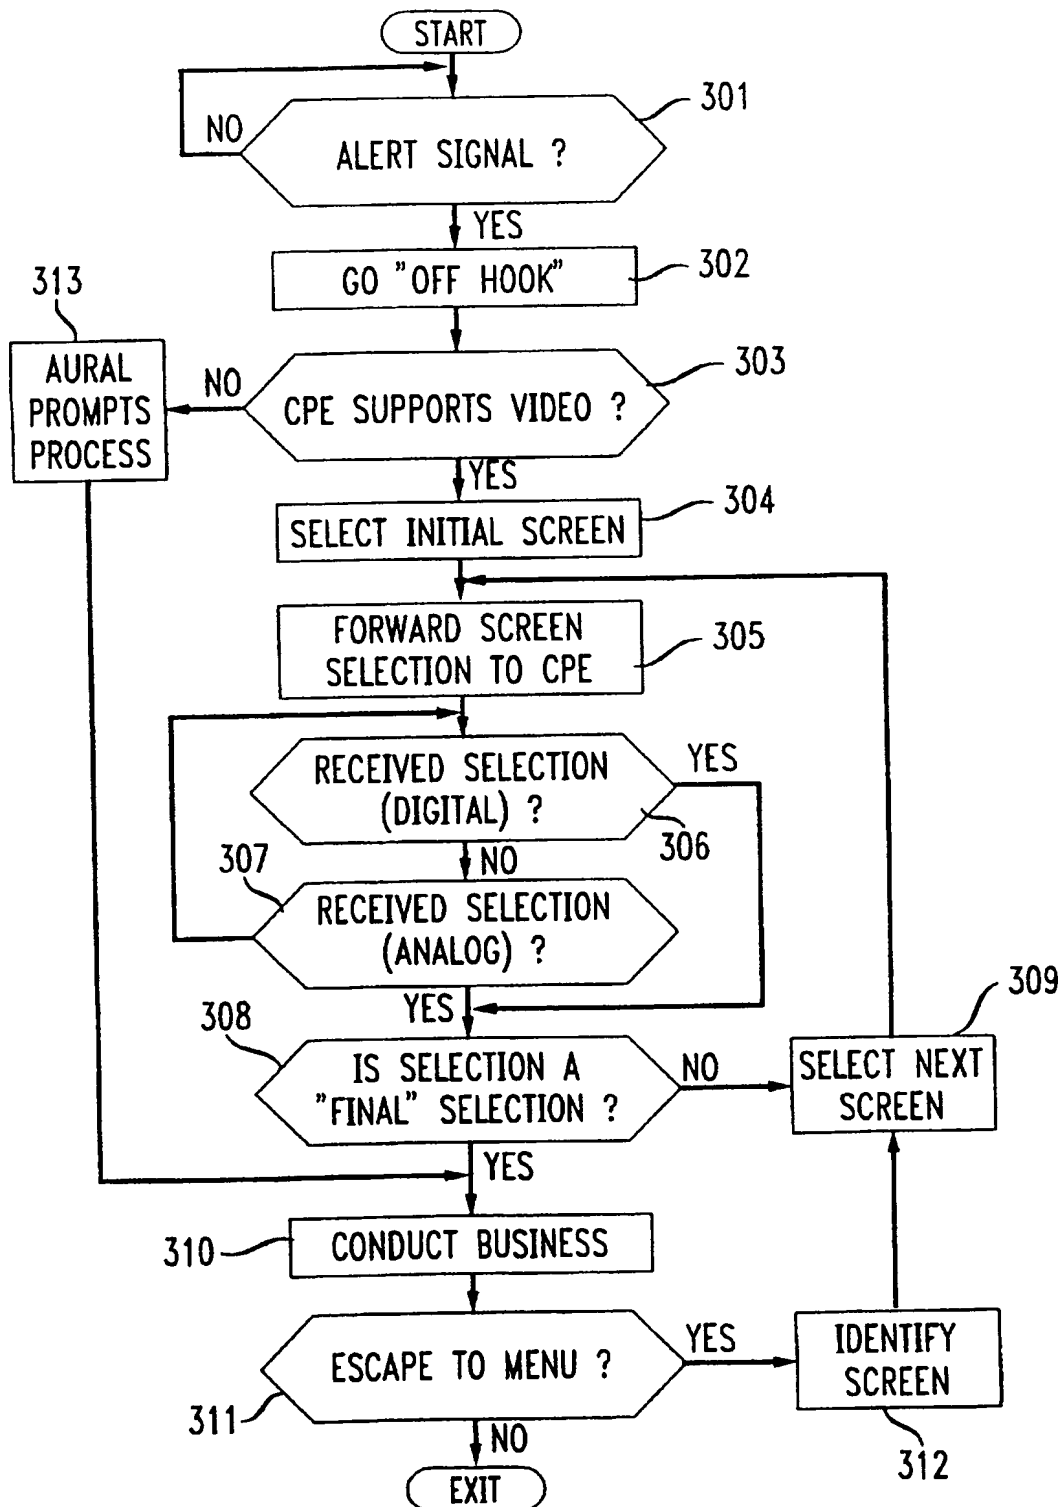 START
301
NO
ALERT SIGNAL ?
YES
GO "OFF HOOK"
302
313
AURAL
PROMPTS
PROCESS
NO
303
CPE SUPPORTS VIDEO ?
YES
304
SELECT INITIAL SCREEN
FORWARD SCREEN
SELECTION TO CPE
305
RECEIVED SELECTION
(DIGITAL) ?
YES
306
NO
307
RECEIVED SELECTION
(ANALOG) ?
YES
308
IS SELECTION A
"FINAL" SELECTION ?
NO
309
SELECT NEXT
SCREEN
YES
310
CONDUCT BUSINESS
ESCAPE TO MENU ?
YES
311
IDENTIFY
SCREEN
312
NO
EXIT